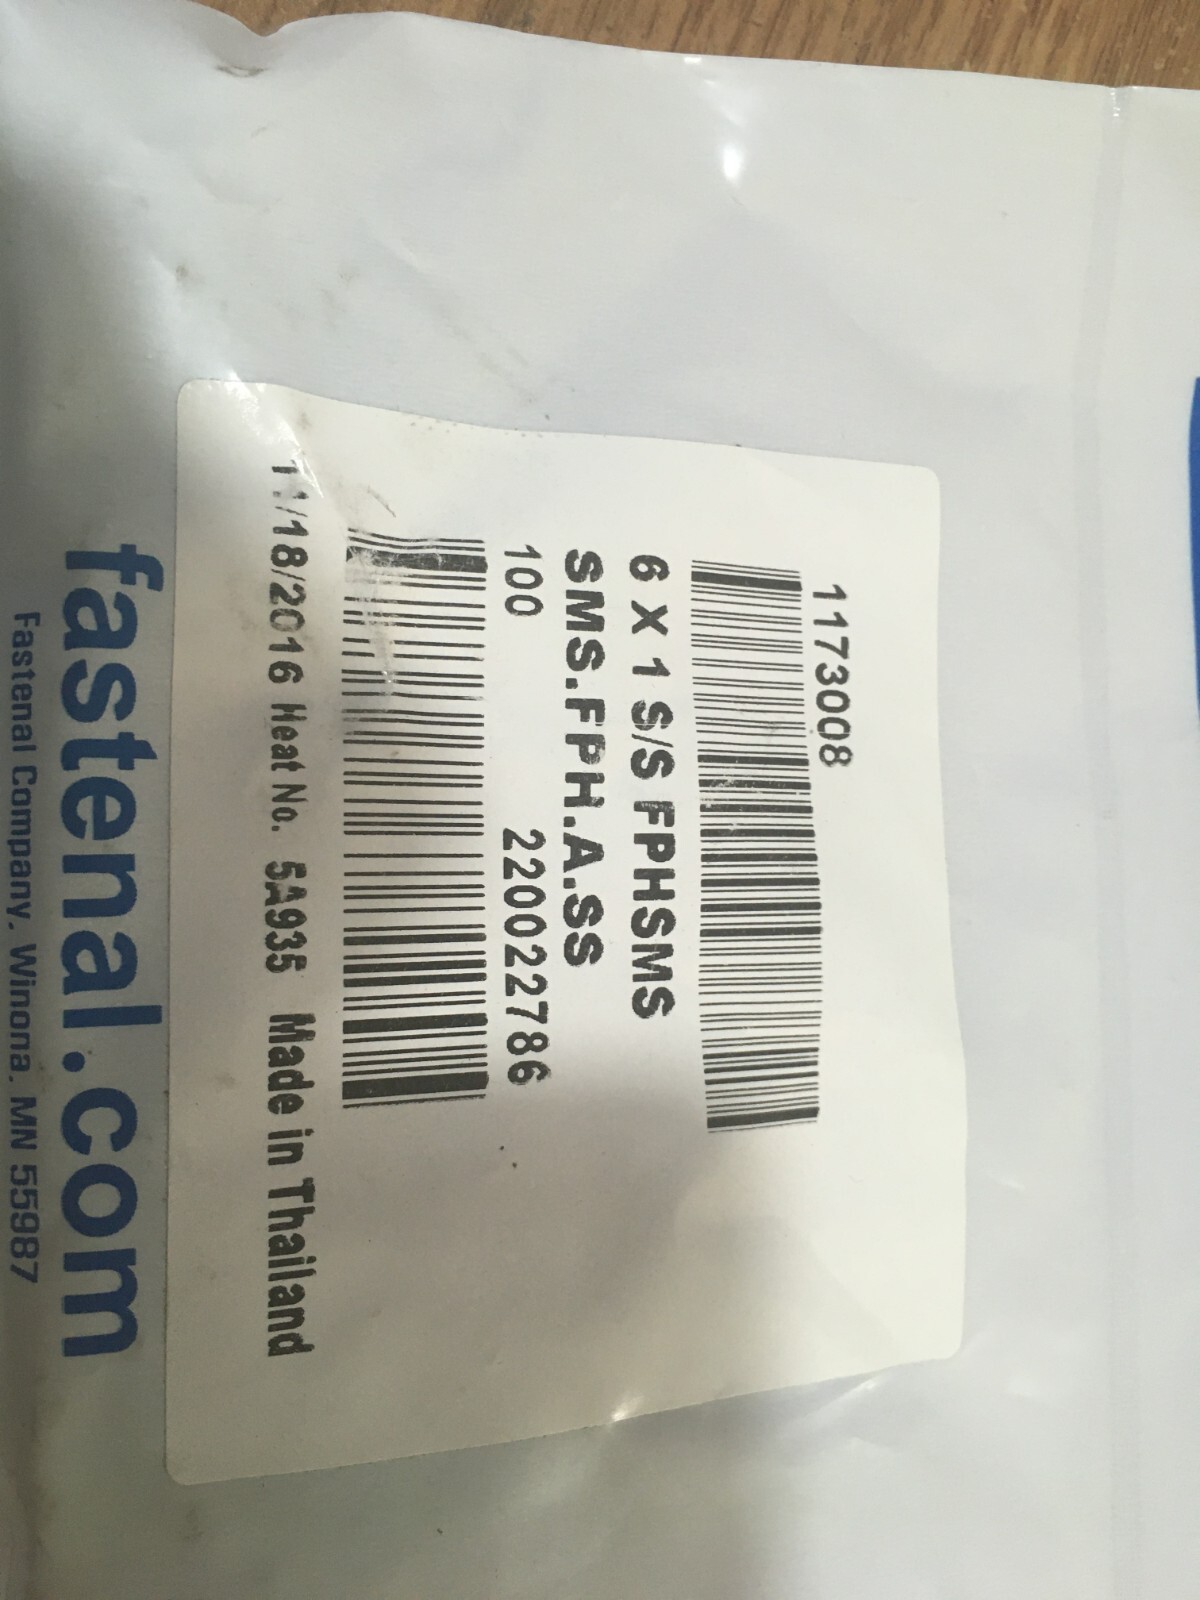 1173008
6 X 1 S/S FPHSMS
SMS.FPH.A.SS
100 220022786
11/18/2016 Heat No. 5A935 Made in Thailand
fastenal.com
Fastenal Company, Winona, MN 55987